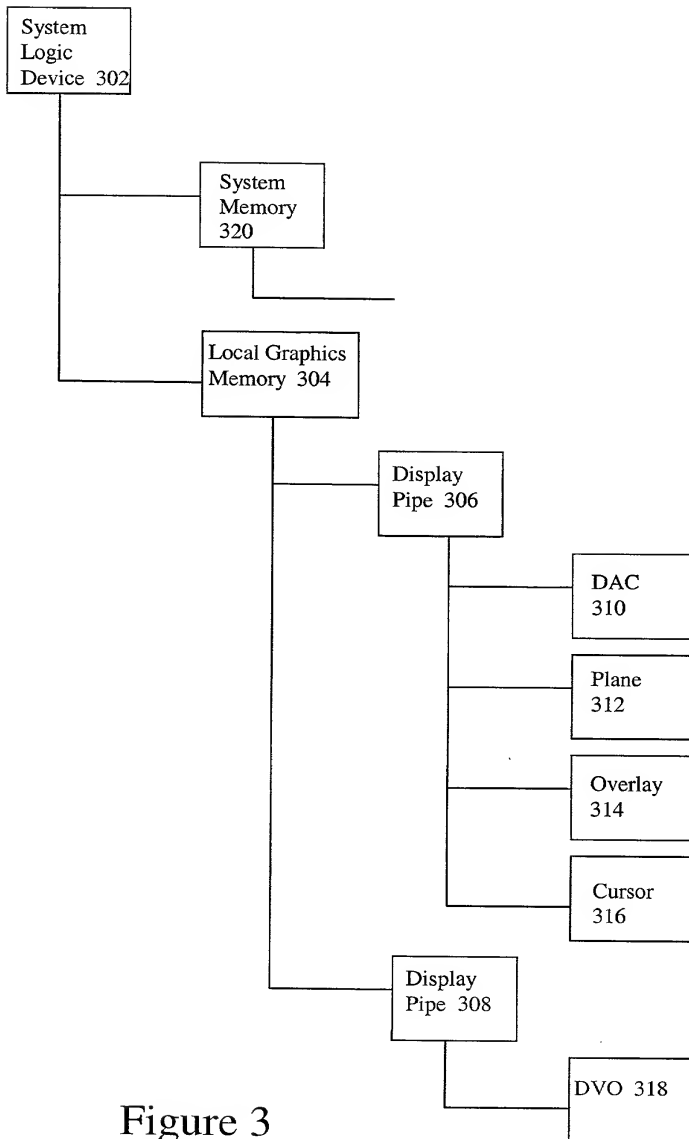 System
Logic
Device 302
System
Memory
320
Local Graphics
Memory 304
Display
Pipe 306
DAC
310
Plane
312
Overlay
314
Cursor
316
Display
Pipe 308
DVO 318
Figure 3